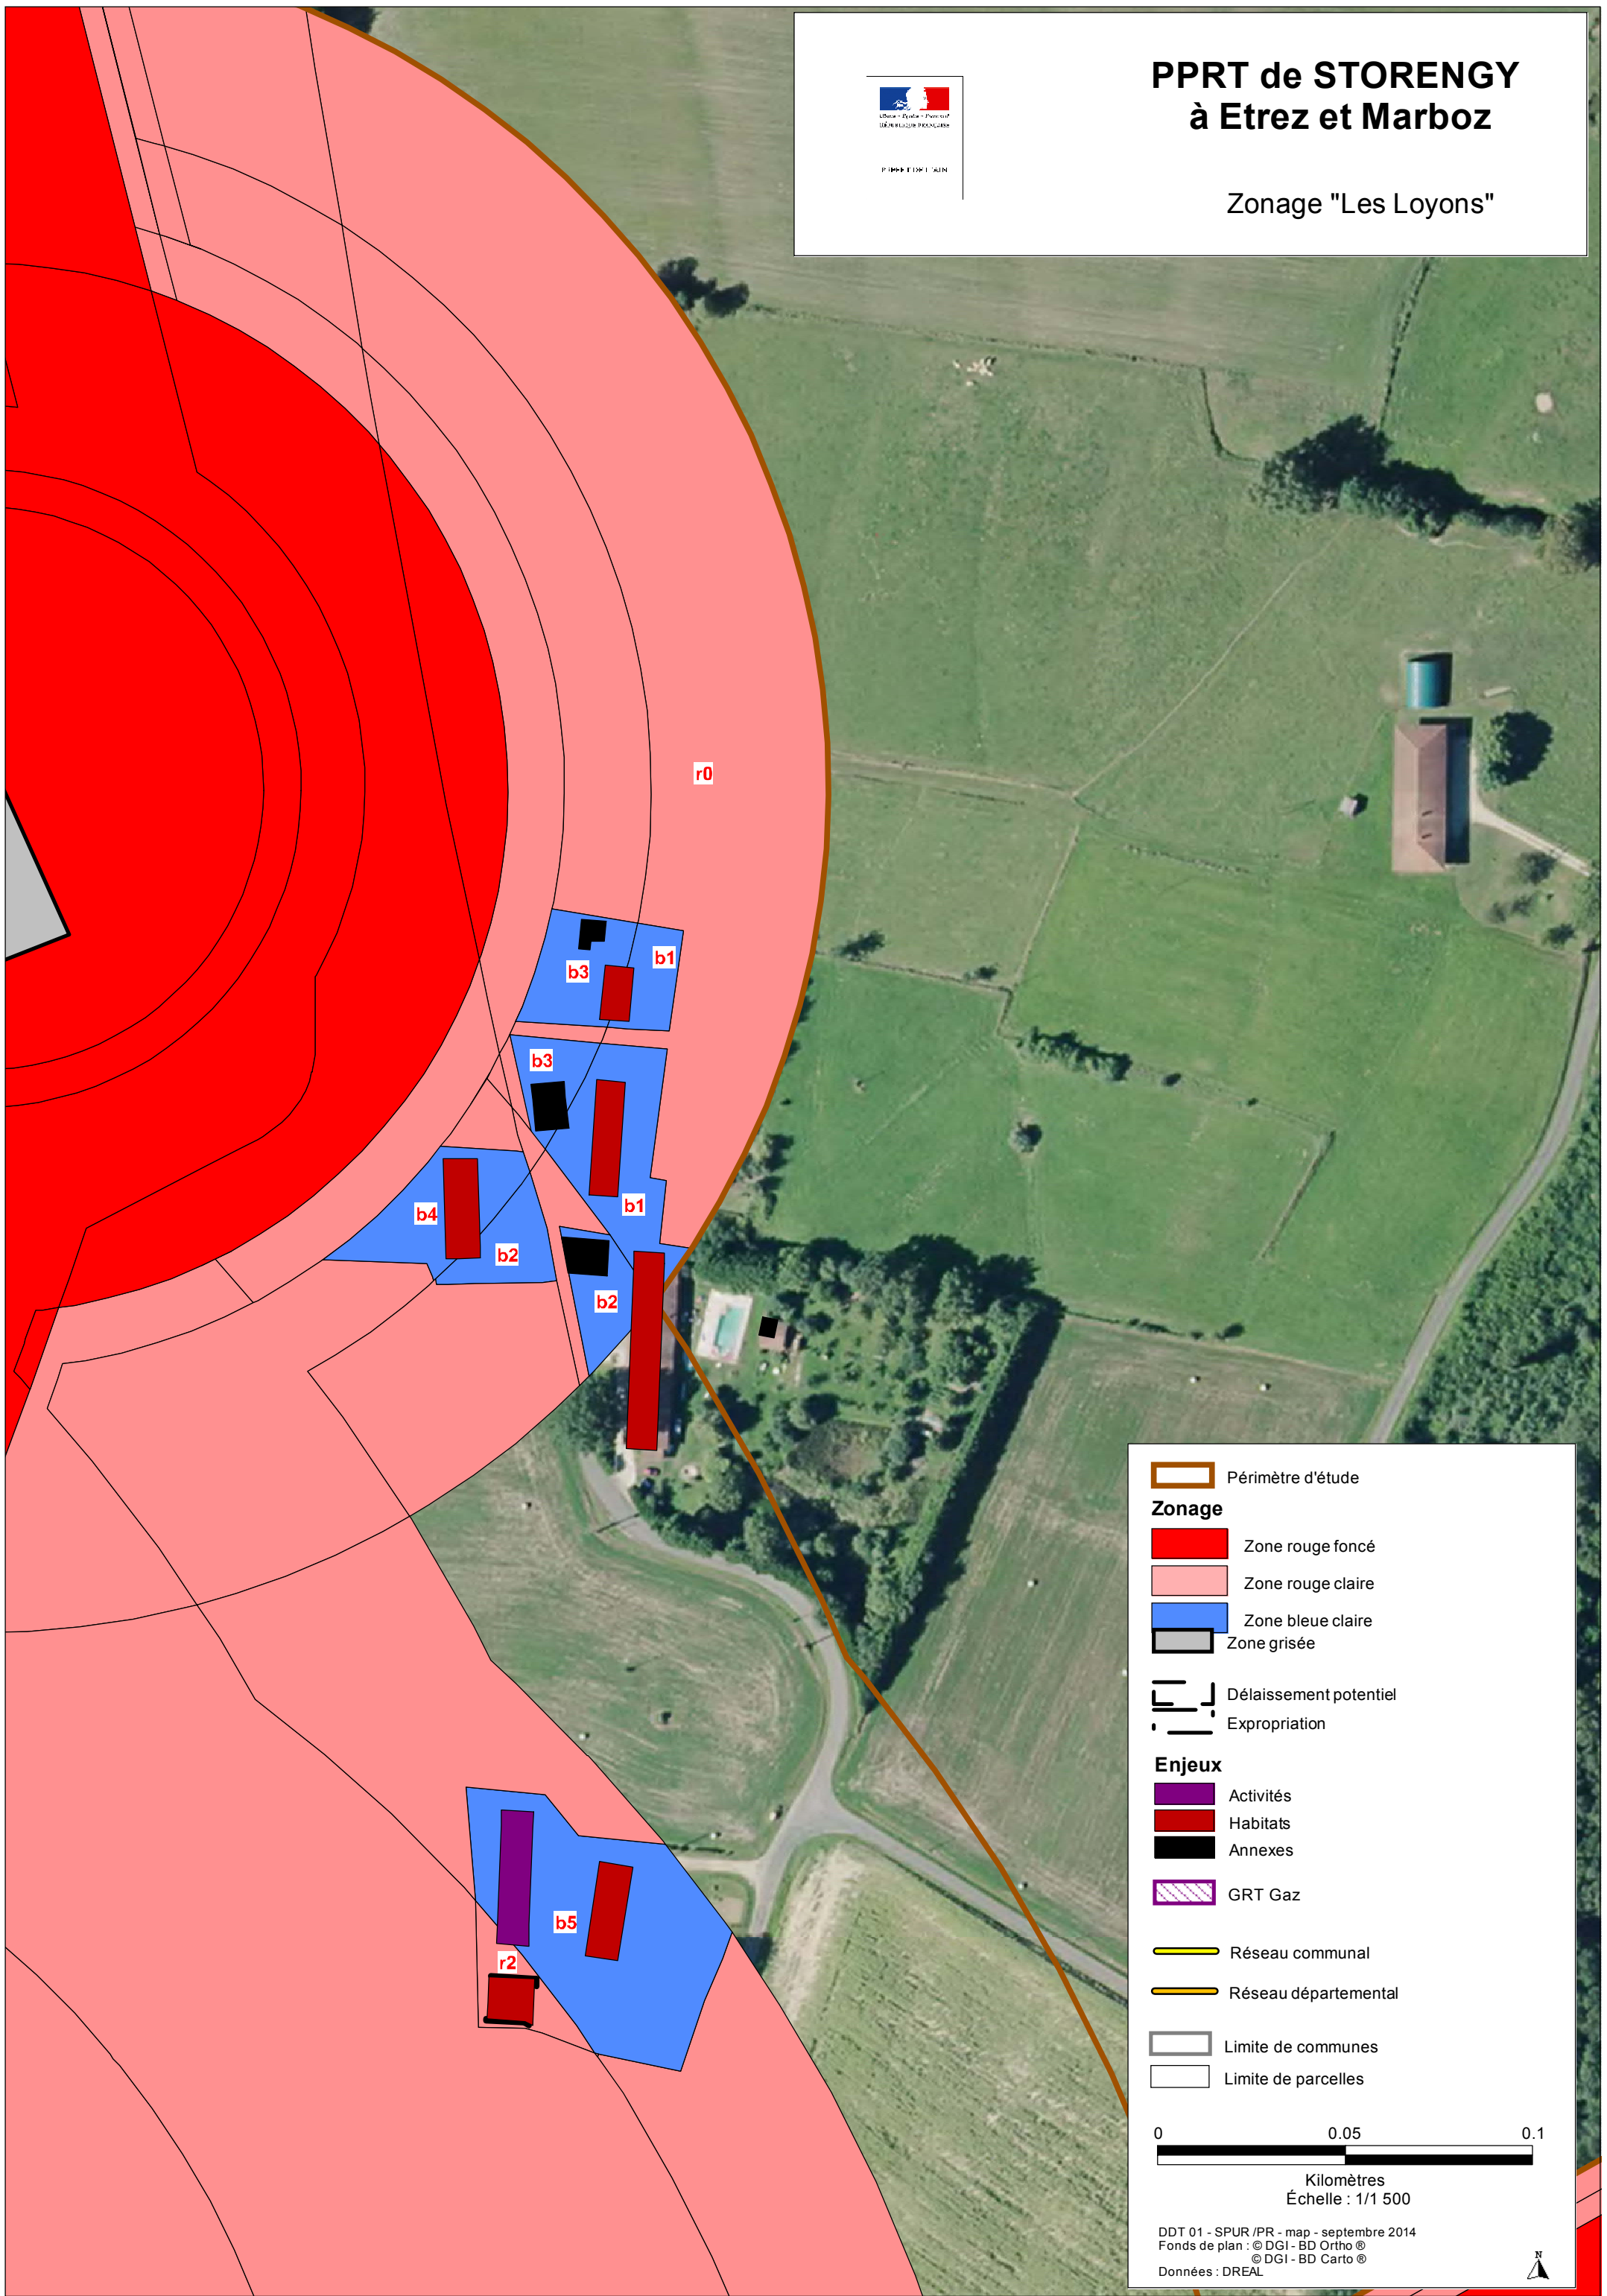 PPRT de STORENGY
à Etrez et Marboz
Zonage "Les Loyons"
RÉPUBLIQUE FRANÇAISE
r0
b1
b3
b3
b1
b4
b2
b2
b5
r2
Périmètre d'étude
Zonage
Zone rouge foncé
Zone rouge claire
Zone bleue claire
Zone grisée
Délaissement potentiel
Expropriation
Enjeux
Activités
Habitats
Annexes
GRT Gaz
Réseau communal
Réseau départemental
Limite de communes
Limite de parcelles
0 0.05 0.1
Kilomètres
Échelle : 1/1 500
DDT 01 - SPUR /PR - map - septembre 2014
Fonds de plan : © DGI - BD Ortho ®
© DGI - BD Carto ®
Données : DREAL
N